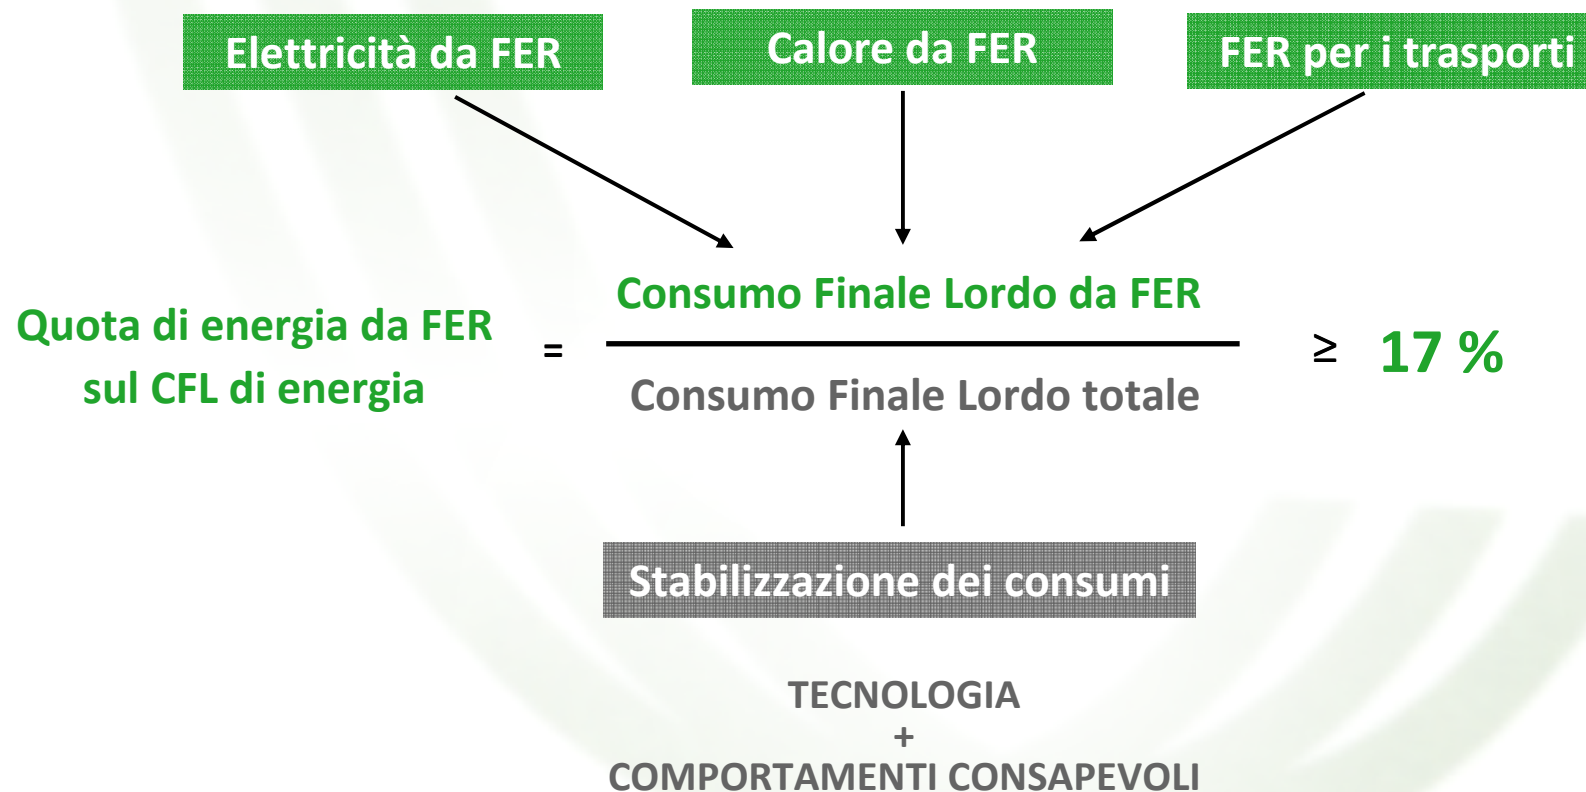 Elettricità da FER
Calore da FER
FER per i trasporti
Consumo Finale Lordo da FER
Quota di energia da FER
sul CFL di energia
=
≥ 17 %
Consumo Finale Lordo totale
Stabilizzazione dei consumi
TECNOLOGIA
+
COMPORTAMENTI CONSAPEVOLI